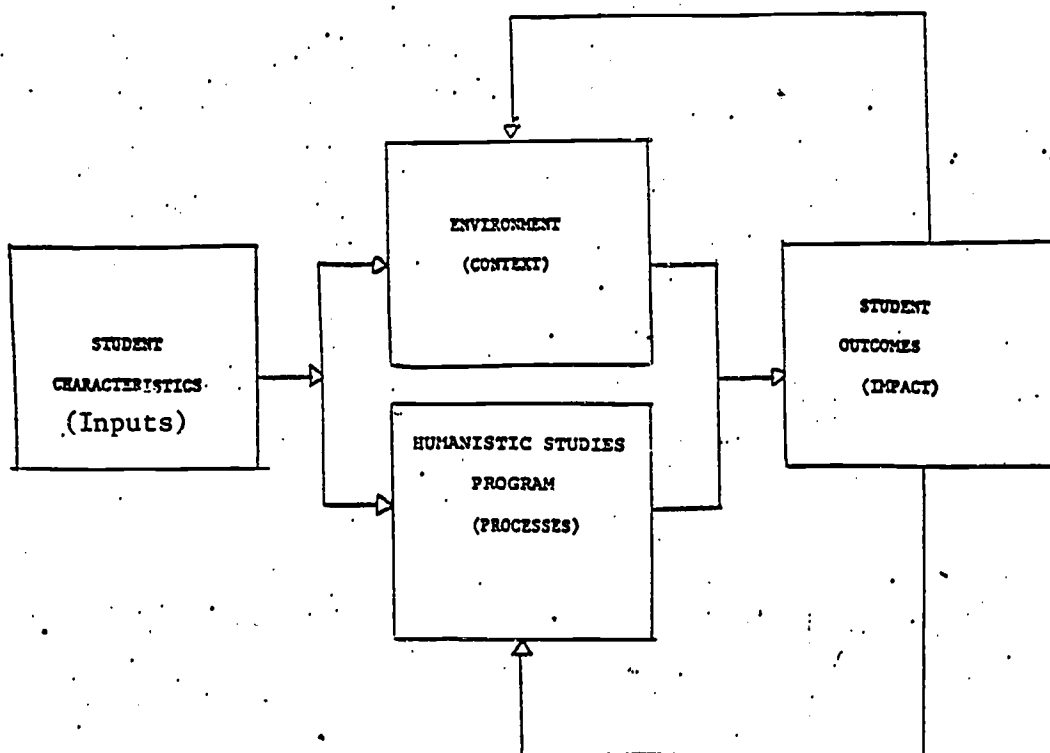 ENVIRONMENT
(CONTEXT)
STUDENT
CHARACTERISTICS
(Inputs)
HUMANISTIC STUDIES
PROGRAM
(PROCESSES)
STUDENT
OUTCOMES
(IMPACT)